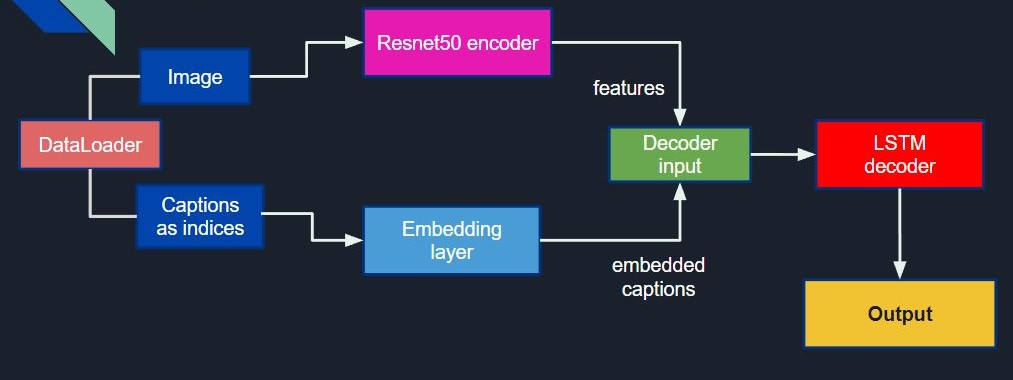 Resnet50 encoder
Image
features
DataLoader
Decoder
input
LSTM
decoder
Captions
as indices
Embedding
layer
embedded
captions
Output